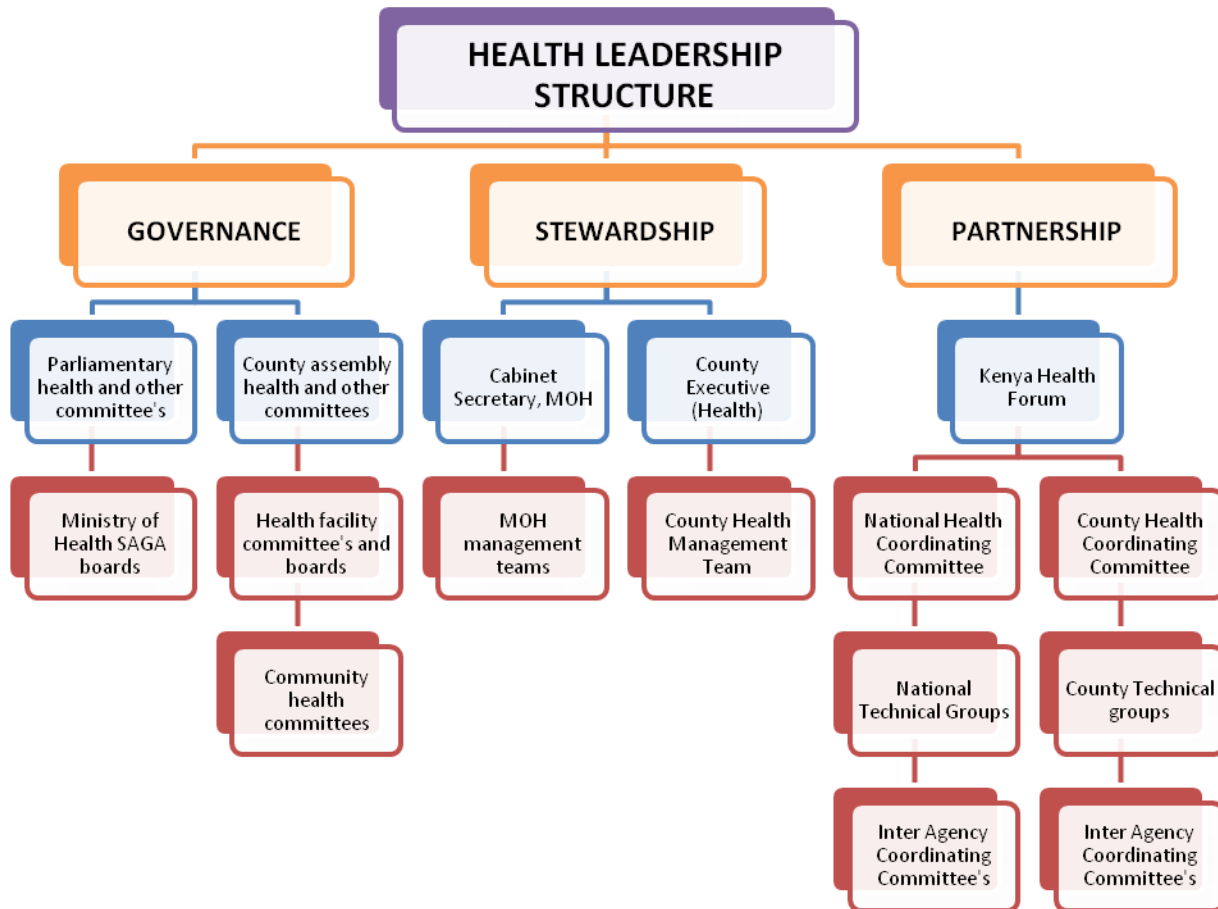 HEALTH LEADERSHIP
STRUCTURE
GOVERNANCE
STEWARDSHIP
PARTNERSHIP
Parliamentary
health and other
committee's
County assembly
health and other
committees
Cabinet
Secretary, MOH
County
Executive
(Health)
Kenya Health
Forum
Ministry of
Health SAGA
boards
Health facility
committee's and
boards
MOH
management
teams
County Health
Management
Team
National Health
Coordinating
Committee
County Health
Coordinating
Committee
Community
health
committees
National
Technical Groups
County Technical
groups
Inter Agency
Coordinating
Committee's
Inter Agency
Coordinating
Committee's